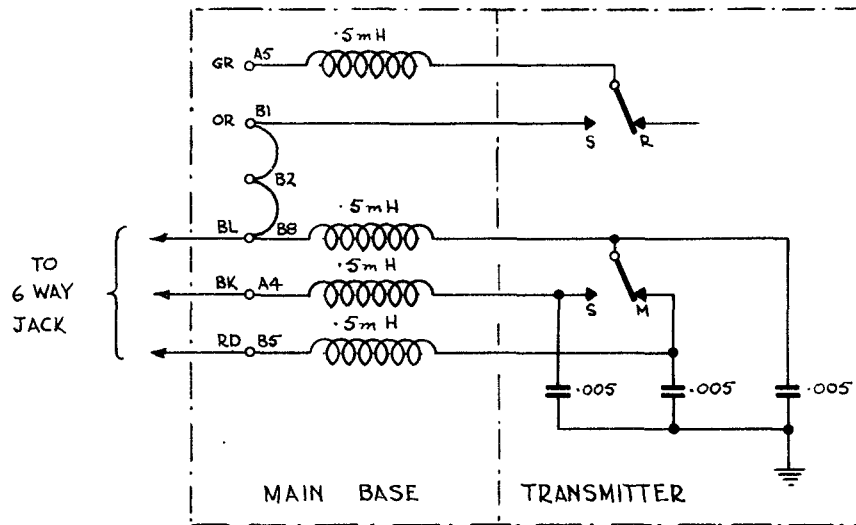 .5mH
GR A5
OR B1
S R
B2
.5mH
BL B8
.5mH
TO
6 WAY
JACK
BK A4
S M
.5mH
RD B5
.005 .005 .005
MAIN BASE TRANSMITTER